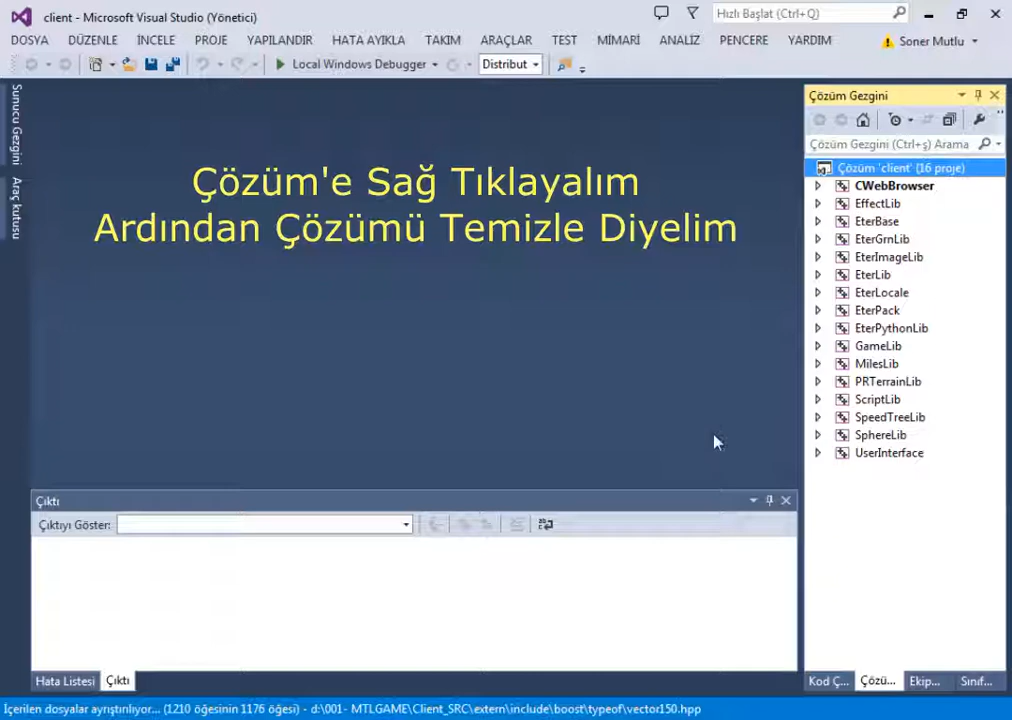 client - Microsoft Visual Studio (Yönetici)
Hızlı Başlat (Ctrl+Q)
DOSYA DÜZENLE İNCELE PROJE YAPILANDIR HATA AYIKLA TAKIM ARAÇLAR TEST MİMARİ ANALİZ PENCERE YARDIM Soner Mutlu
Local Windows Debugger Distribut
Sunucu Gezgini
Araç kutusu
Çözüm'e Sağ Tıklayalım
Ardından Çözümü Temizle Diyelim
Çözüm Gezgini
Çözüm Gezgini (Ctrl+ş) Arama
Çözüm 'client' (16 proje)
CWebBrowser
EffectLib
EterBase
EterGrnLib
EterImageLib
EterLib
EterLocale
EterPack
EterPythonLib
GameLib
MilesLib
PRTerrainLib
ScriptLib
SpeedTreeLib
SphereLib
UserInterface
Çıktı
Çıktıyı Göster:
Hata Listesi Çıktı
Kod Ç... Çözü... Ekip... Sınıf...
İçerilen dosyalar ayrıştırılıyor... (1210 öğesinin 1176 öğesi) - d:\001- MTLGAME\Client_SRC\extern\include\boost\typeof\vector150.hpp